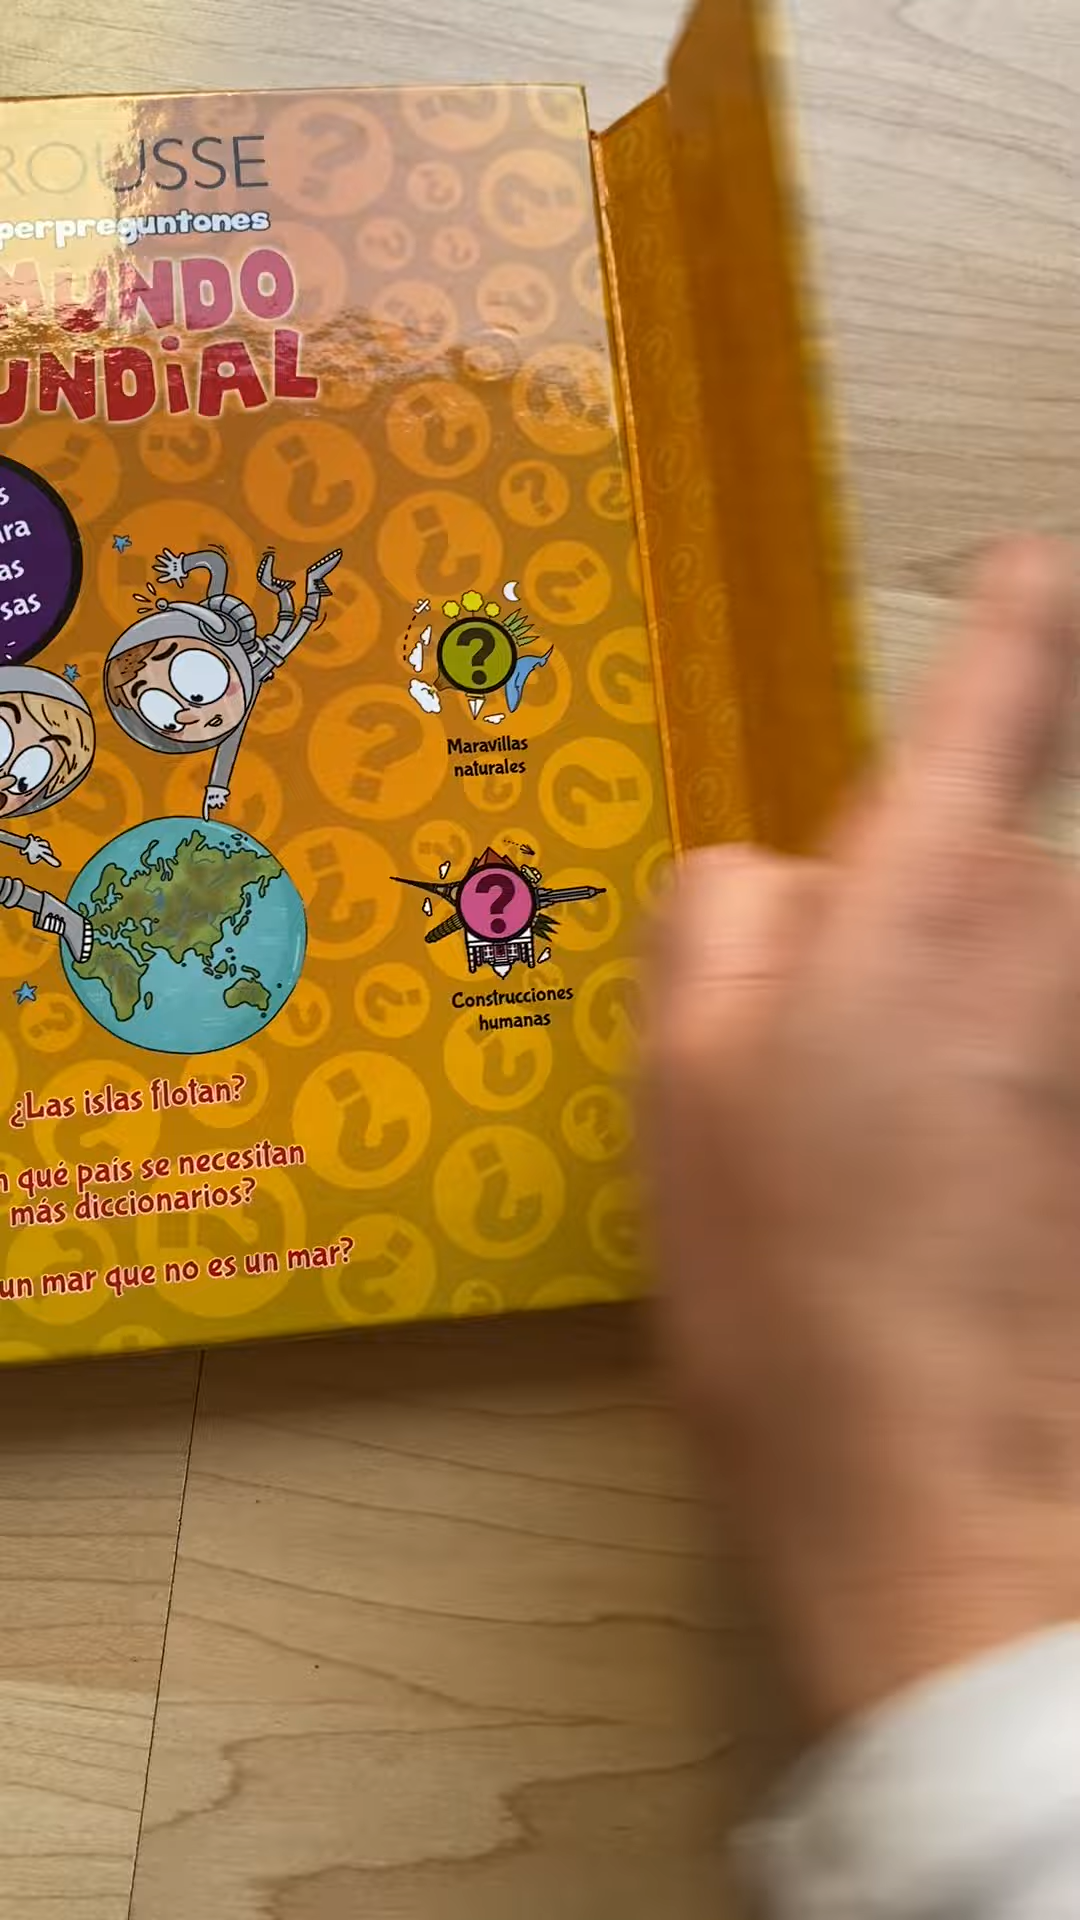 ROUSSE
perpreguntones
MUNDO
UNDiAL
s
ra
as
sas
Maravillas
naturales
Construcciones
humanas
¿Las islas flotan?
n qué país se necesitan
más diccionarios?
un mar que no es un mar?